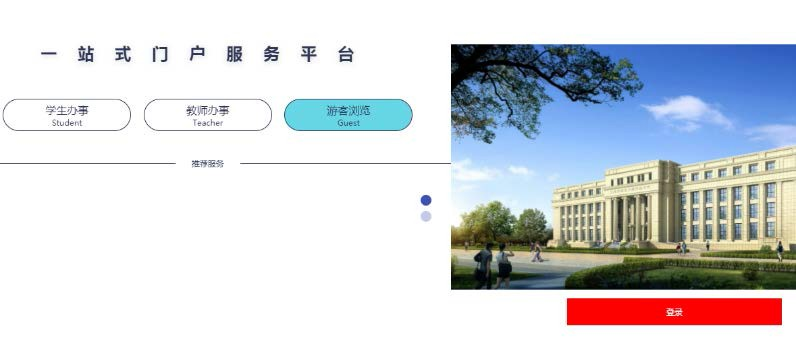 一站式门户服务平台
学生办事
Student
教师办事
Teacher
游客浏览
Guest
推荐服务
登录